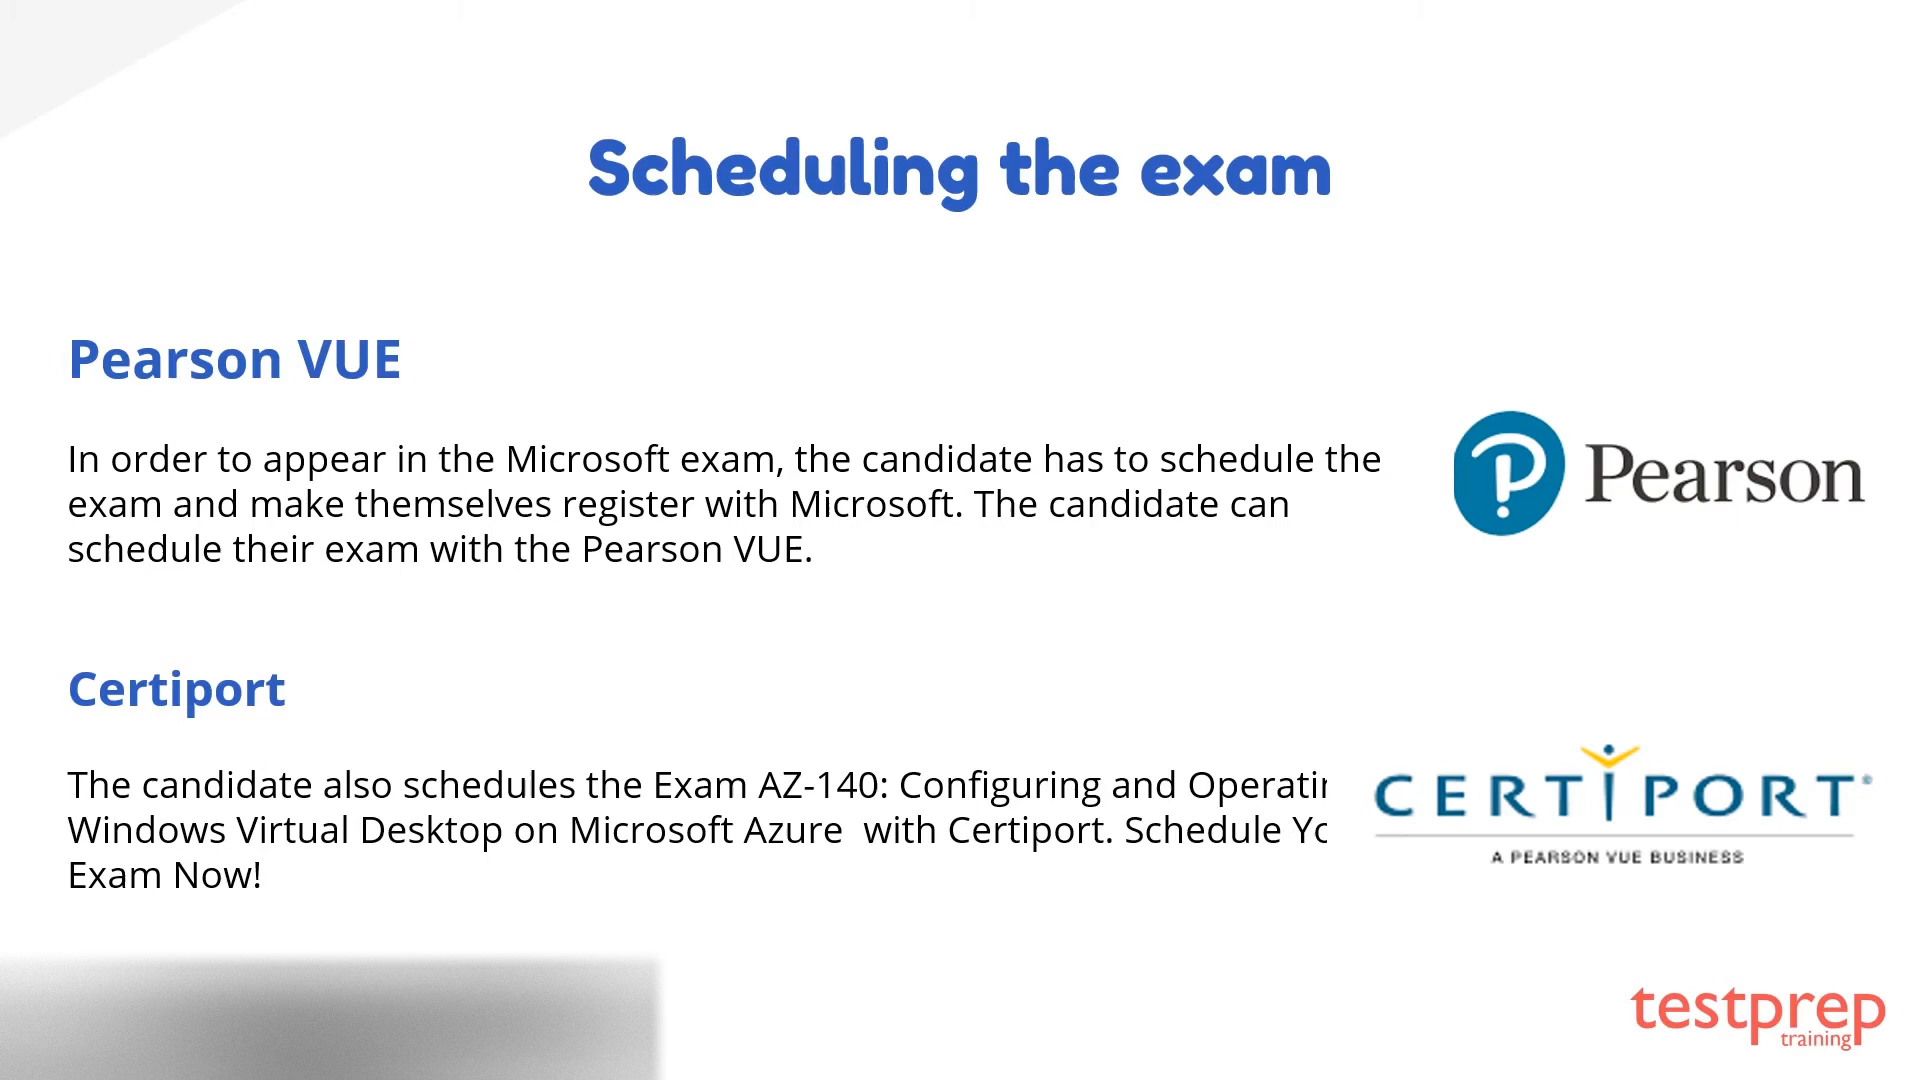 Scheduling the exam
Pearson VUE
In order to appear in the Microsoft exam, the candidate has to schedule the
exam and make themselves register with Microsoft. The candidate can
schedule their exam with the Pearson VUE.
Pearson
Certiport
The candidate also schedules the Exam AZ-140: Configuring and Operatin
Windows Virtual Desktop on Microsoft Azure  with Certiport. Schedule Yo
Exam Now!
CERTIPORT
A PEARSON VUE BUSINESS
testprep
training